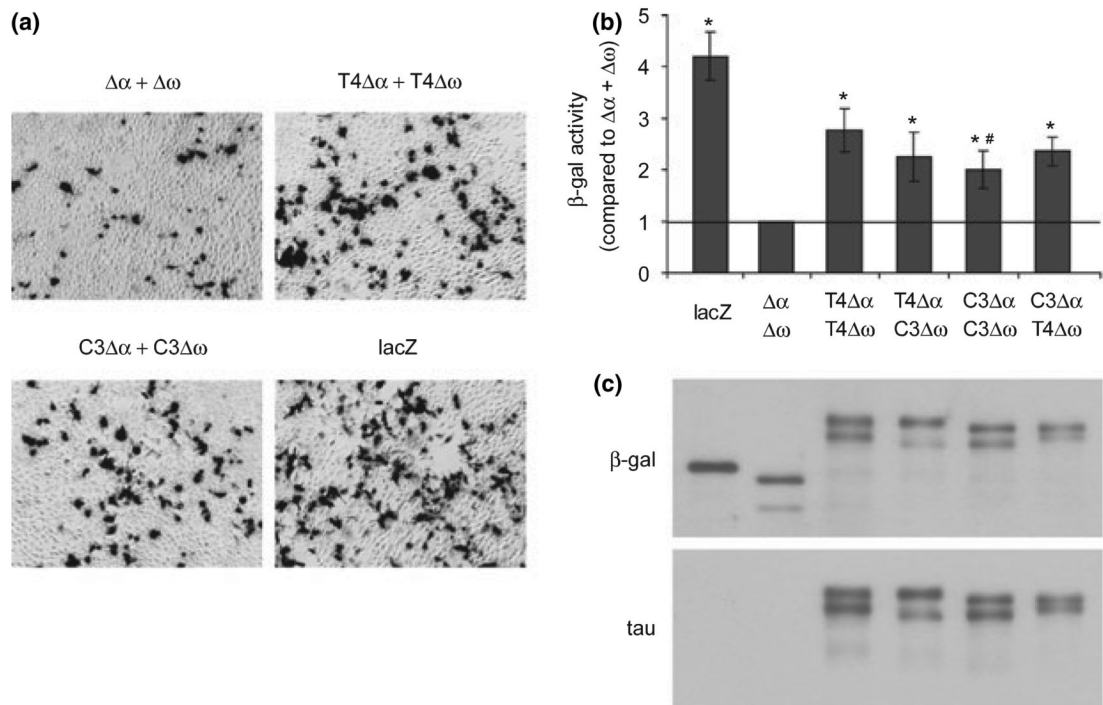 (a)
Δα + Δω
T4Δα + T4Δω
C3Δα + C3Δω
lacZ
(b)
β-gal activity
(compared to Δα + Δω)
5
4
3
2
1
0
*
*
*
* #
*
lacZ
Δα
Δω
T4Δα
T4Δω
T4Δα
C3Δω
C3Δα
C3Δω
C3Δα
T4Δω
(c)
β-gal
tau